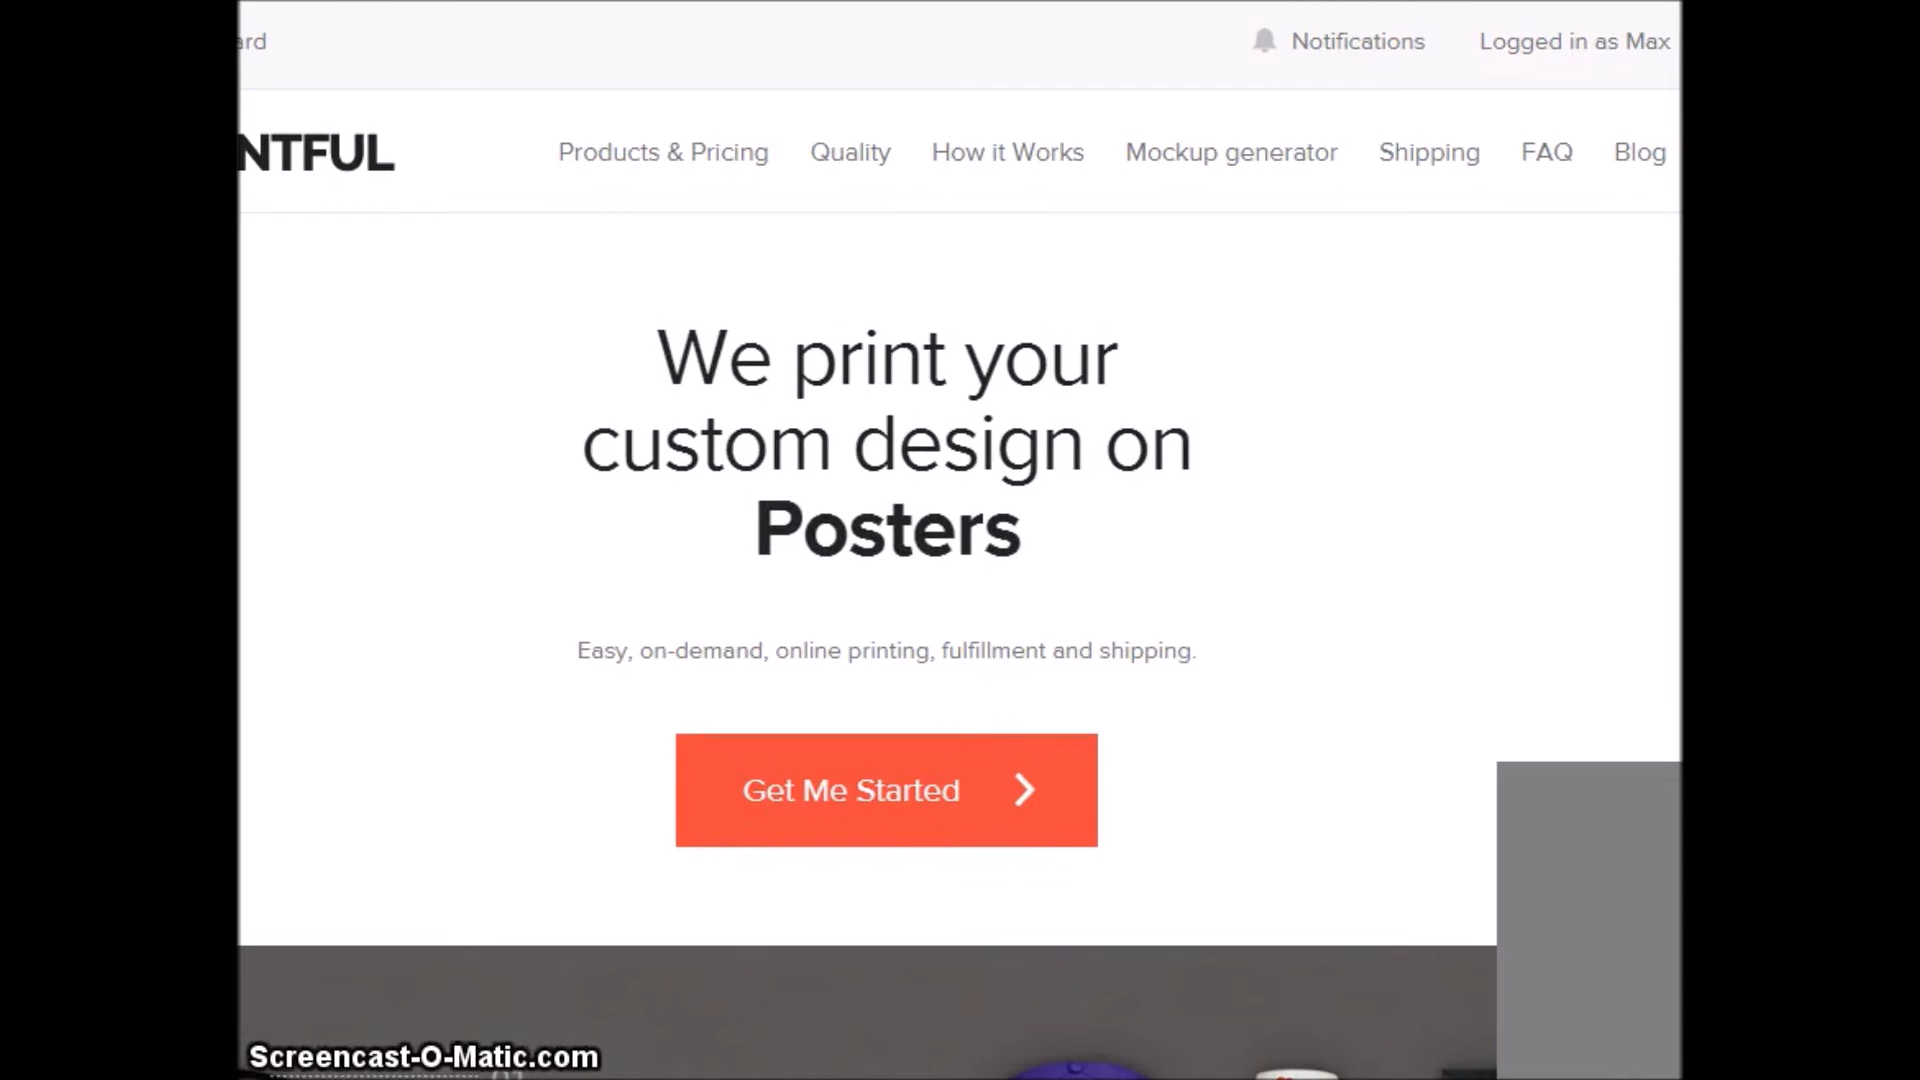 ard
Notifications
Logged in as Max
NTFUL
Products & Pricing
Quality
How it Works
Mockup generator
Shipping
FAQ
Blog
We print your
custom design on
Posters
Easy, on-demand, online printing, fulfillment and shipping.
Get Me Started
Screencast-O-Matic.com